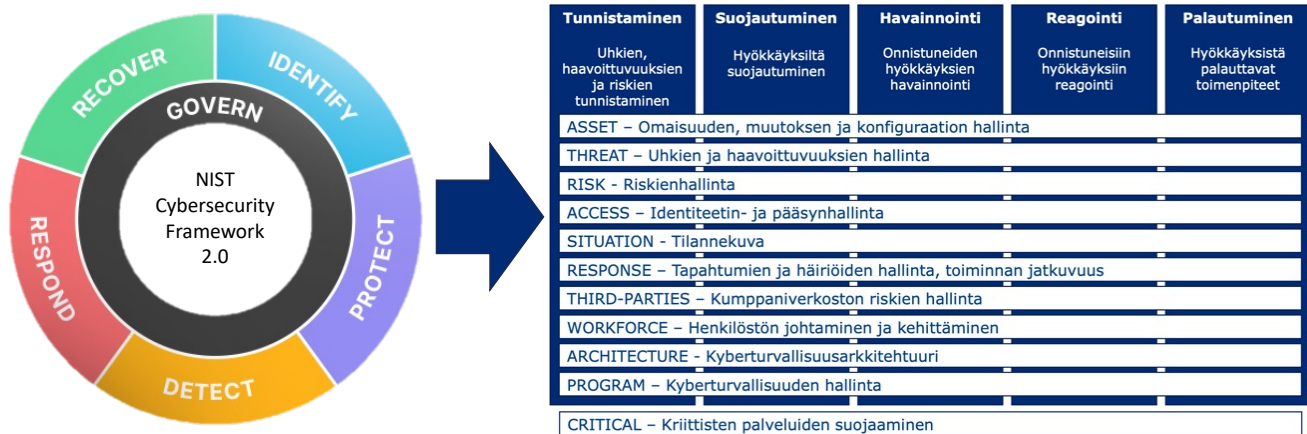 RECOVER
IDENTIFY
GOVERN
PROTECT
DETECT
RESPOND
NIST
Cybersecurity
Framework
2.0
Tunnistaminen
Uhkien,
haavoittuvuuksien
ja riskien
tunnistaminen
Suojautuminen
Hyökkäyksiltä
suojautuminen
Havainnointi
Onnistuneiden
hyökkäyksien
havainnointi
Reagointi
Onnistuneisiin
hyökkäyksiin
reagointi
Palautuminen
Hyökkäyksistä
palauttavat
toimenpiteet
ASSET – Omaisuuden, muutoksen ja konfiguraation hallinta
THREAT – Uhkien ja haavoittuvuuksien hallinta
RISK - Riskienhallinta
ACCESS – Identiteetin- ja pääsynhallinta
SITUATION - Tilannekuva
RESPONSE – Tapahtumien ja häiriöiden hallinta, toiminnan jatkuvuus
THIRD-PARTIES – Kumppaniverkoston riskien hallinta
WORKFORCE – Henkilöstön johtaminen ja kehittäminen
ARCHITECTURE - Kyberturvallisuusarkkitehtuuri
PROGRAM – Kyberturvallisuuden hallinta
CRITICAL – Kriittisten palveluiden suojaaminen